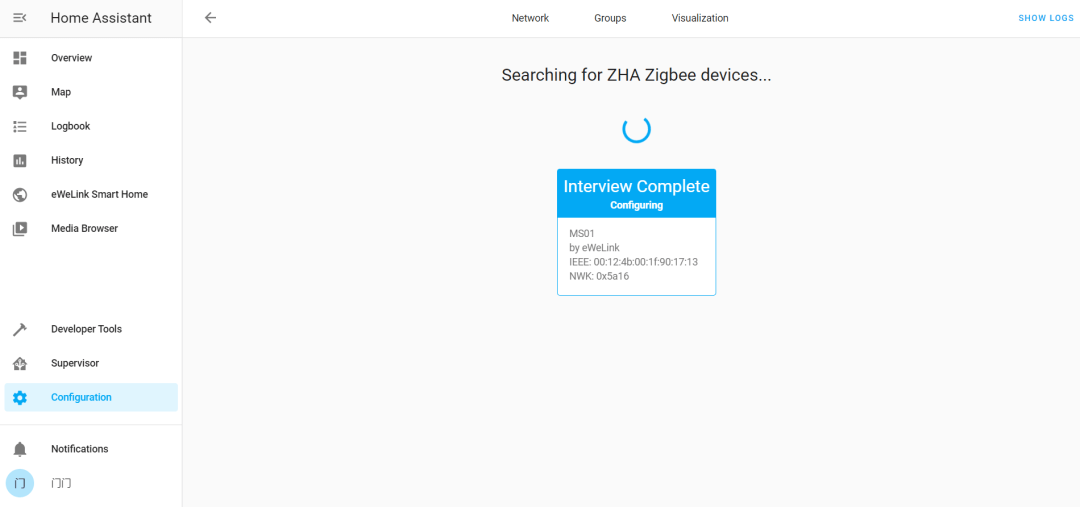 Home Assistant
Network Groups Visualization SHOW LOGS
Overview
Map
Logbook
History
eWeLink Smart Home
Media Browser
Developer Tools
Supervisor
Configuration
Notifications
门 门门
Searching for ZHA Zigbee devices...
Interview Complete
Configuring
MS01
by eWeLink
IEEE: 00:12:4b:00:1f:90:17:13
NWK: 0x5a16